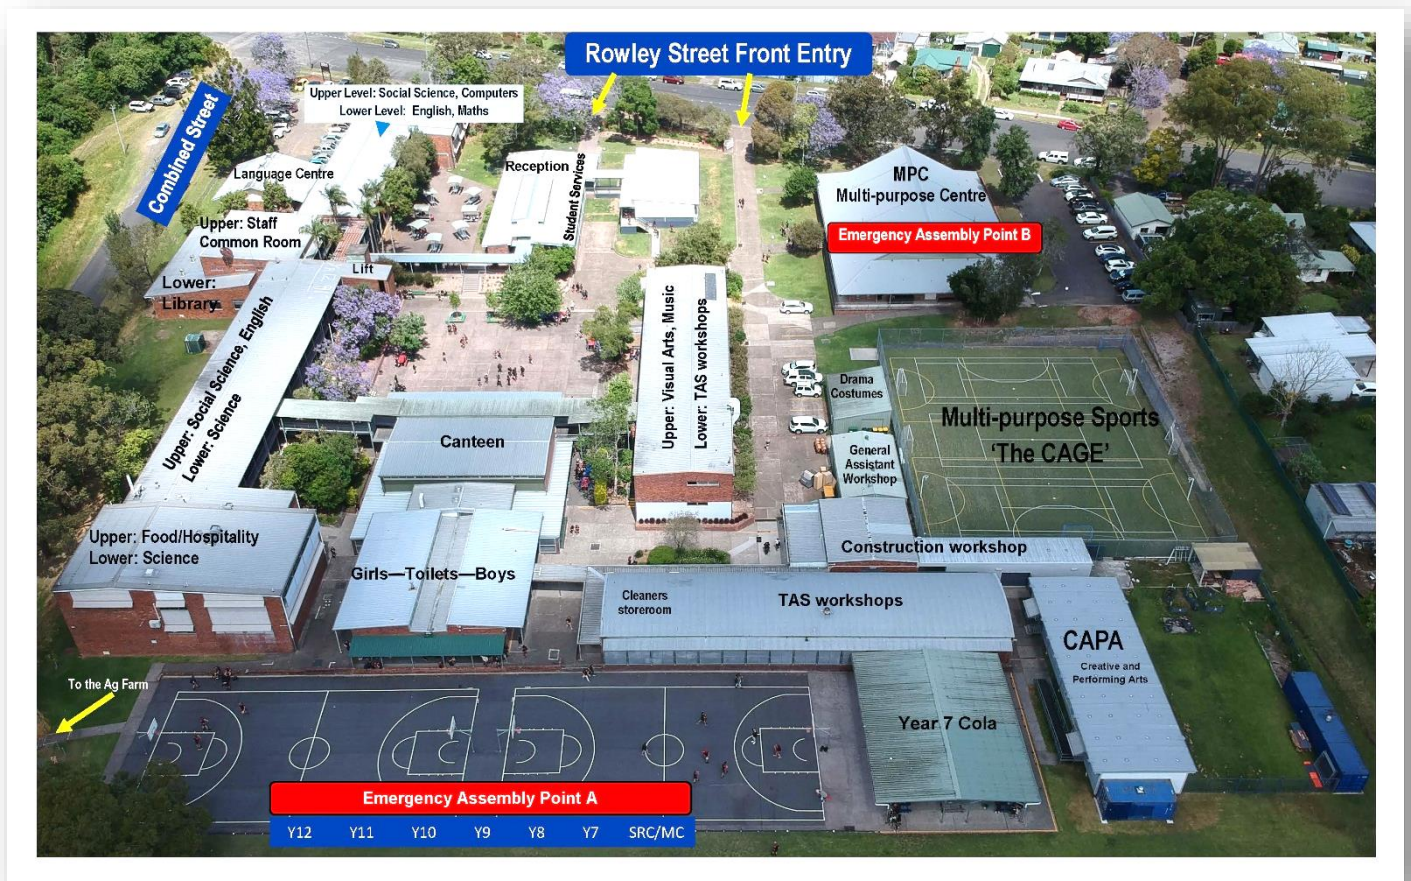 Rowley Street Front Entry
Combined Street
Upper Level: Social Science, Computers
Lower Level: English, Maths
Language Centre
Reception
Student Services
MPC
Multi-purpose Centre
Emergency Assembly Point B
Upper: Staff
Common Room
Lift
Lower:
Library
Upper: Social Science, English
Lower: Science
Upper: Visual Arts, Music
Lower: TAS workshops
Drama
Costumes
Multi-purpose Sports
'The CAGE'
Canteen
General
Assistant
Workshop
Upper: Food/Hospitality
Lower: Science
Girls—Toilets—Boys
Construction workshop
Cleaners
storeroom
TAS workshops
CAPA
Creative and
Performing Arts
To the Ag Farm
Year 7 Cola
Emergency Assembly Point A
Y12 Y11 Y10 Y9 Y8 Y7 SRC/MC